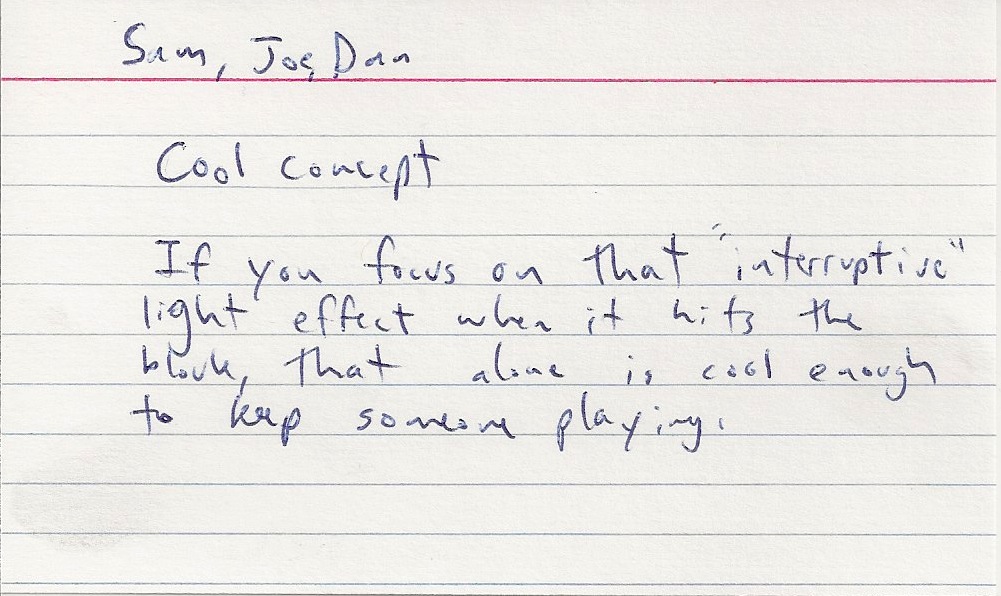 Sam, Joe, Dan
Cool concept
If you focus on that "interruptive"
light effect when it hits the
block, that alone is cool enough
to keep someone playing.